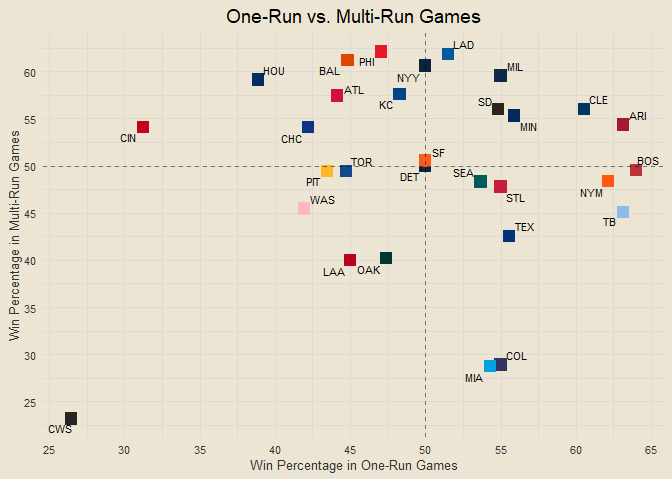 One-Run vs. Multi-Run Games
LAD
PHI
BAL
HOU
NYY
MIL
ATL
KC
SD
CLE
ARI
MIN
CIN
CHC
SF
TOR
BOS
DET
SEA
PIT
NYM
STL
WAS
TB
TEX
LAA
OAK
COL
MIA
CWS
60
55
50
45
40
35
30
25
Win Percentage in Multi-Run Games
25 30 35 40 45 50 55 60 65
Win Percentage in One-Run Games